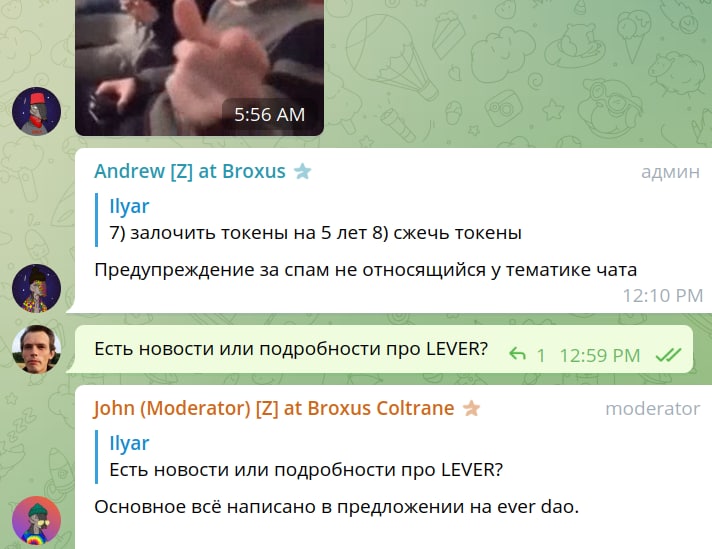 5:56 AM
Andrew [Z] at Broxus админ
Ilyar
7) залочить токены на 5 лет 8) сжечь токены
Предупреждение за спам не относящийся у тематике чата
12:10 PM
Есть новости или подробности про LEVER? 1 12:59 PM
John (Moderator) [Z] at Broxus Coltrane moderator
Ilyar
Есть новости или подробности про LEVER?
Основное всё написано в предложении на ever dao.